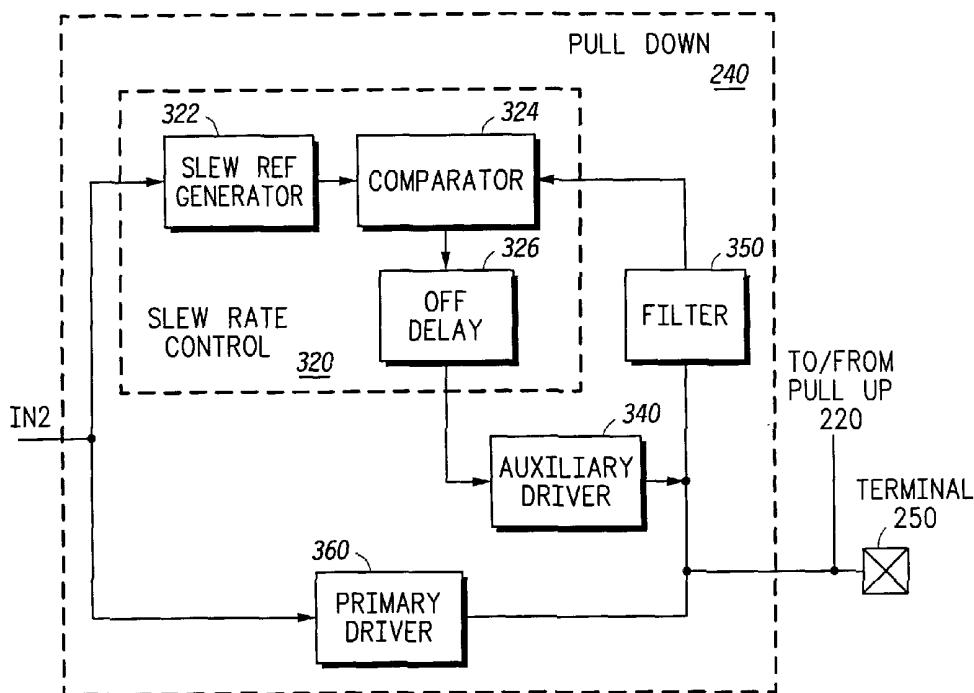 PULL DOWN
240
322
SLEW REF
GENERATOR
324
COMPARATOR
326
OFF
DELAY
350
FILTER
SLEW RATE
CONTROL
320
TO/FROM
PULL UP
220
IN2
340
AUXILIARY
DRIVER
TERMINAL
250
360
PRIMARY
DRIVER